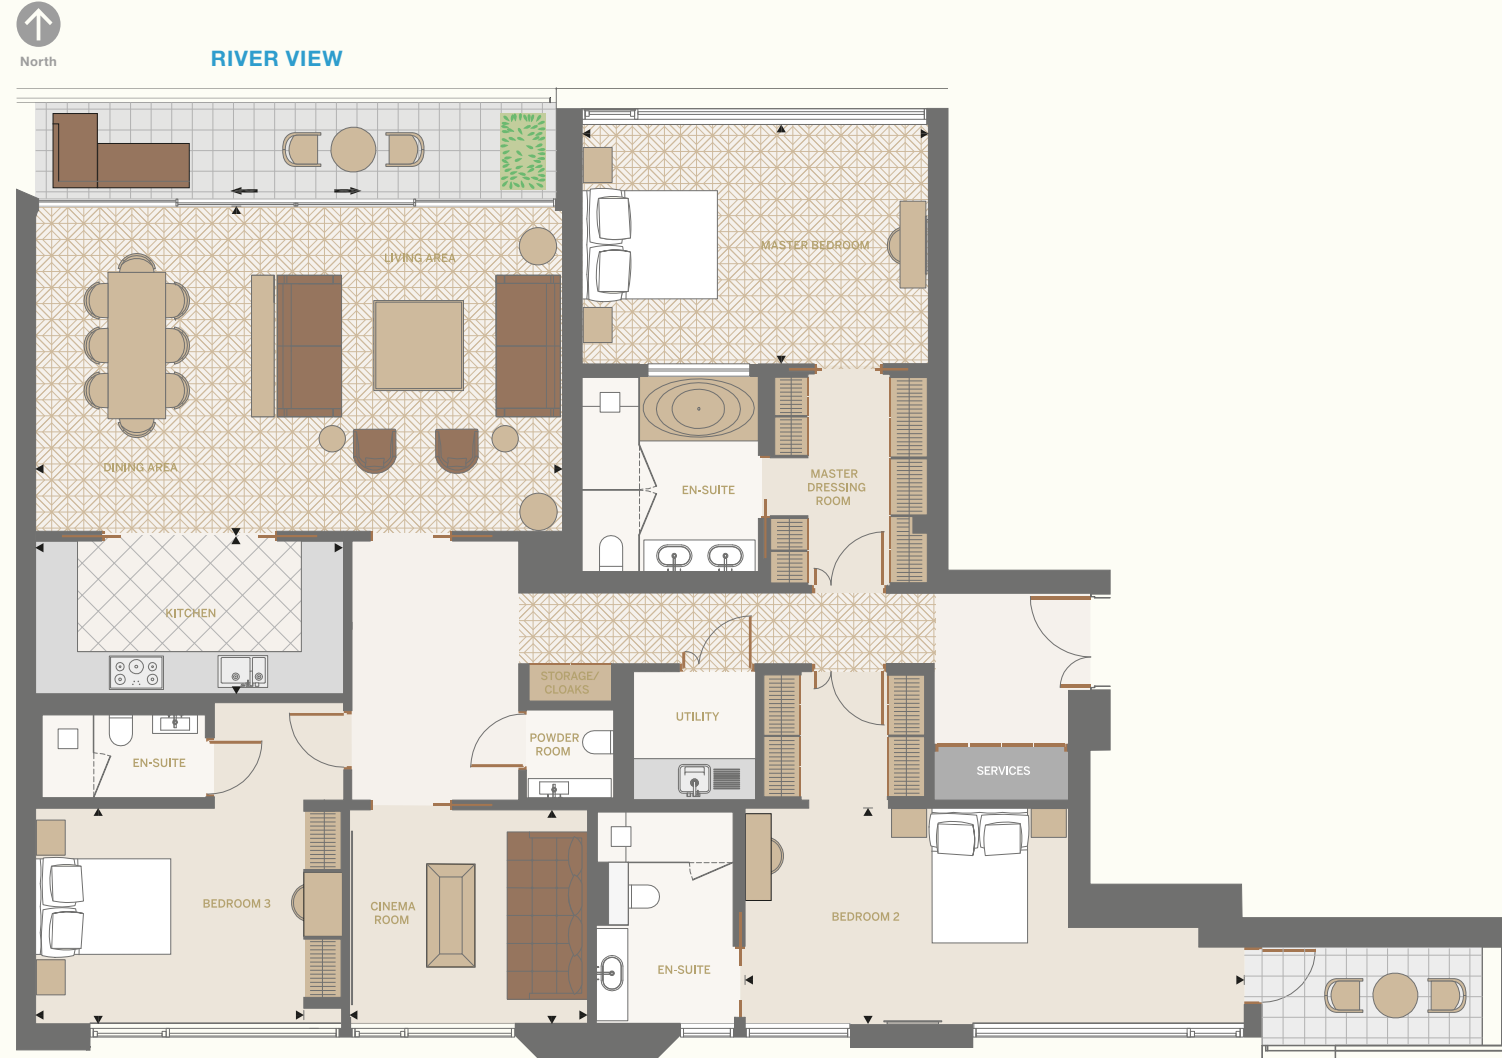 North
RIVER VIEW
LIVING AREA
MASTER BEDROOM
DINING AREA
MASTER
DRESSING
ROOM
EN-SUITE
KITCHEN
STORAGE/
CLOAKS
UTILITY
POWDER
ROOM
EN-SUITE
SERVICES
BEDROOM 3
CINEMA
ROOM
BEDROOM 2
EN-SUITE